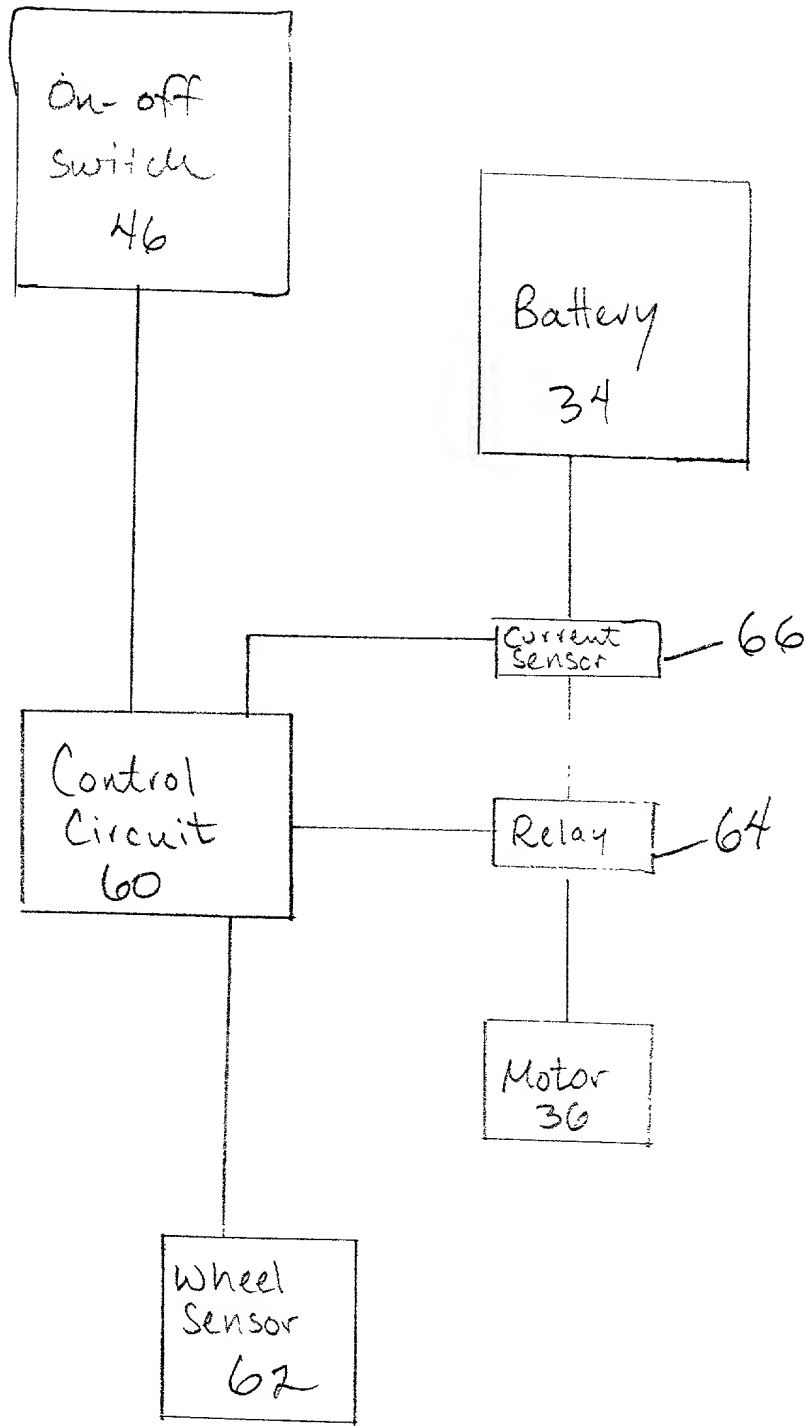 On-off
switch
46
Battery
34
Current
Sensor
66
Control
Circuit
60
Relay
64
Motor
36
Wheel
Sensor
62